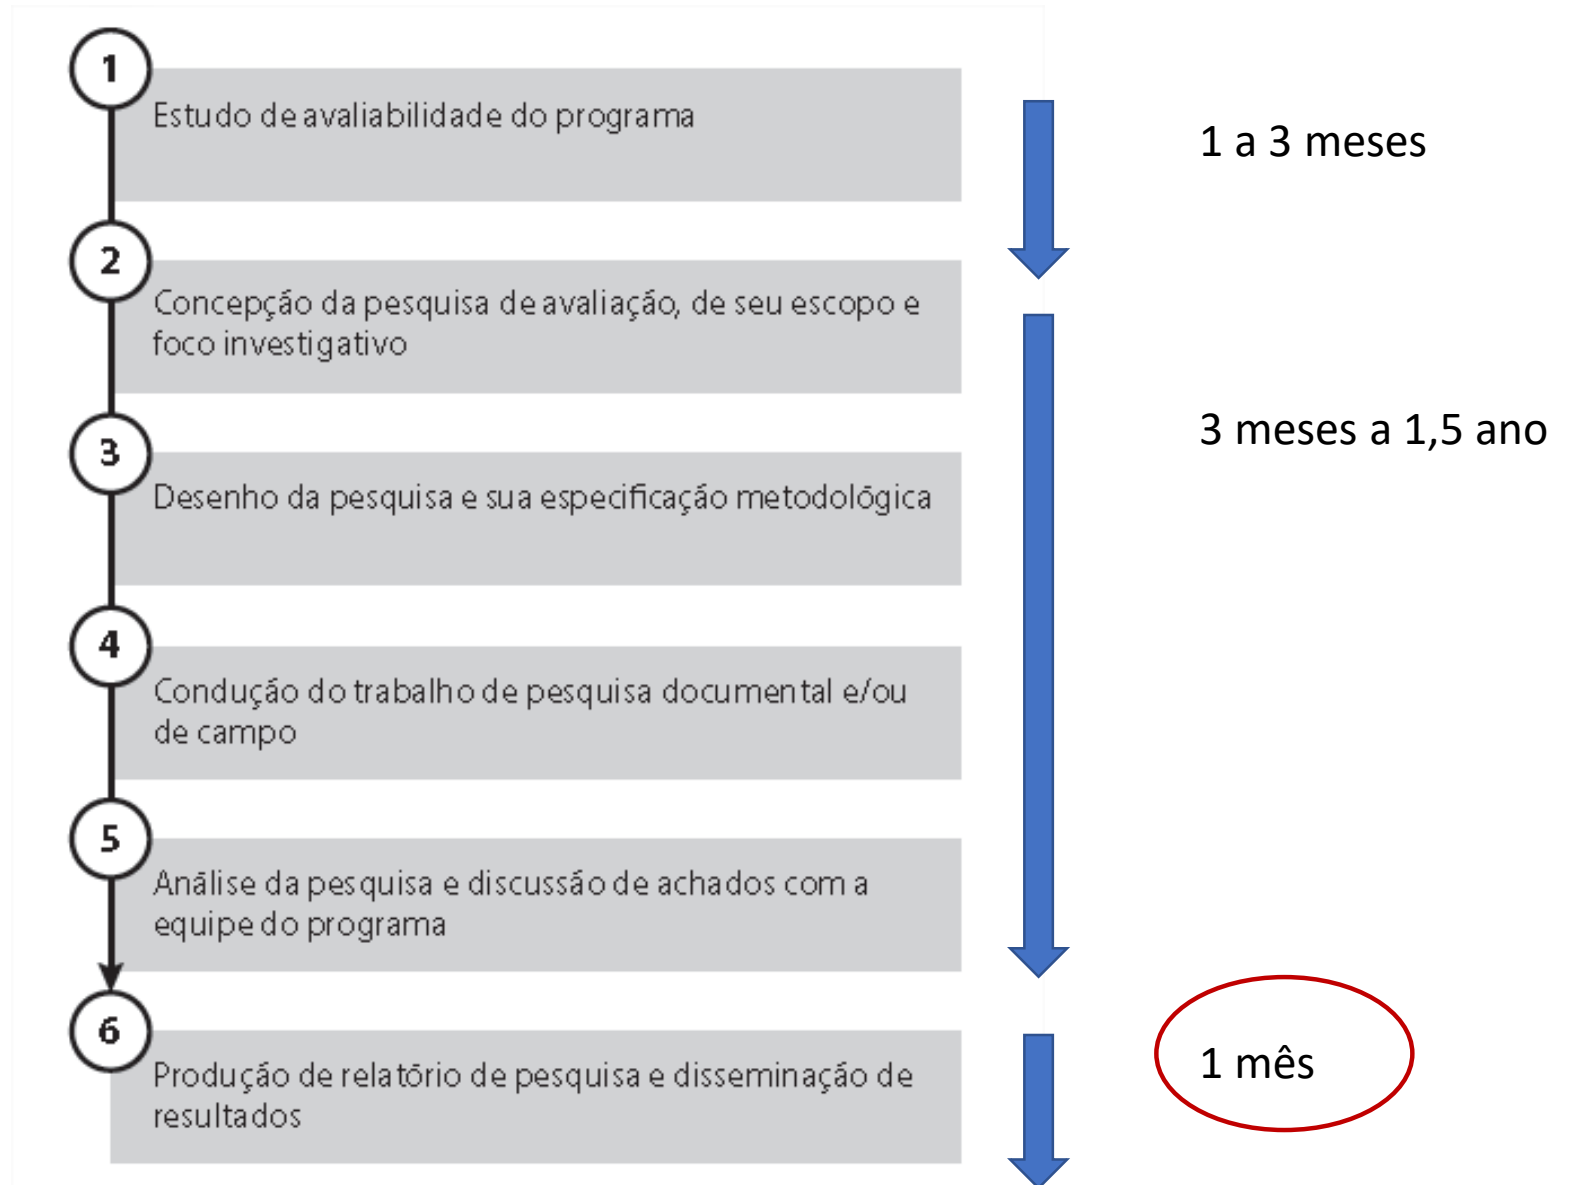 1
Estudo de avaliabilidade do programa
1 a 3 meses
2
Concepção da pesquisa de avaliação, de seu escopo e
foco investigativo
3 meses a 1,5 ano
3
Desenho da pesquisa e sua especificação metodológica
4
Condução do trabalho de pesquisa documental e/ou
de campo
5
Análise da pesquisa e discussão de achados com a
equipe do programa
6
Produção de relatório de pesquisa e disseminação de
resultados
1 mês